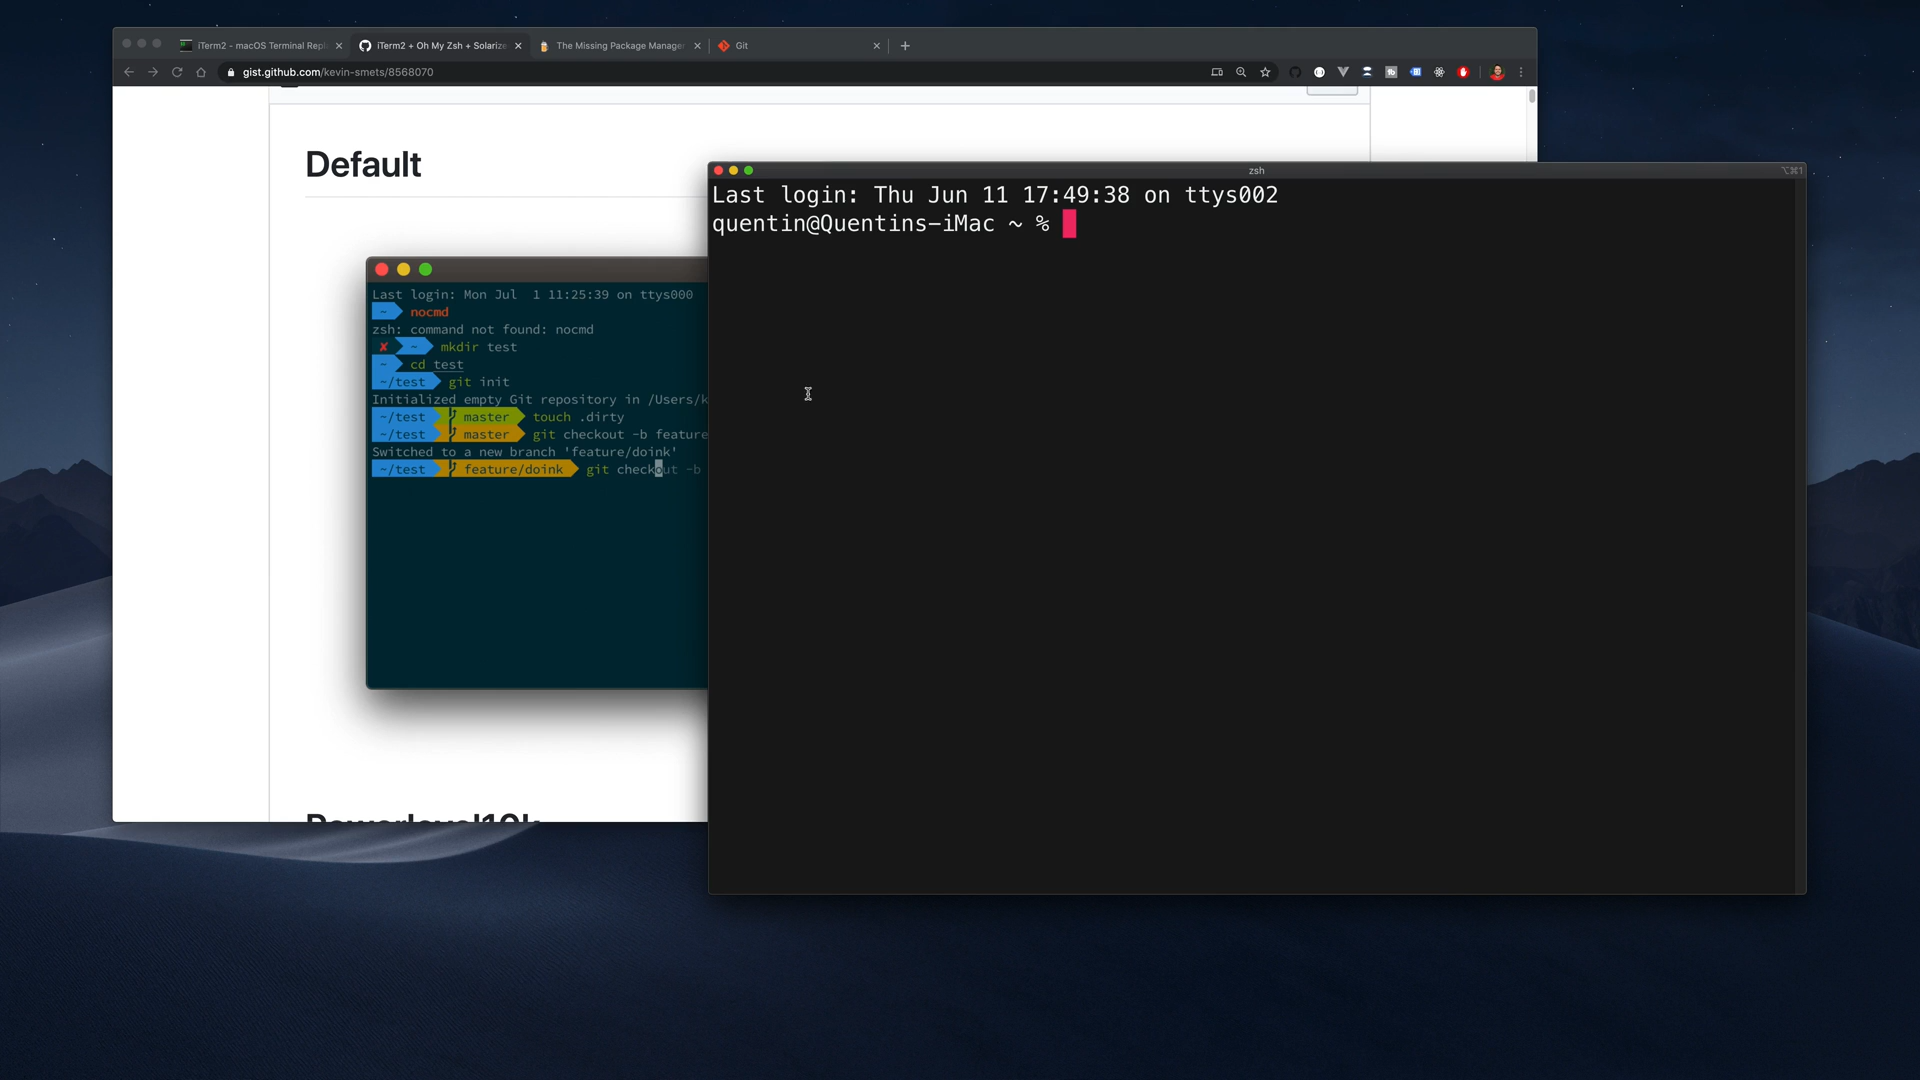 iTerm2 - macOS Terminal Repl
iTerm2 + Oh My Zsh + Solarize
The Missing Package Manager
Git
gist.github.com/kevin-smets/8568070
Default
Last login: Mon Jul  1 11:25:39 on ttys000
~ nocmd
zsh: command not found: nocmd
✘ ~ mkdir test
~ cd test
~/test git init
Initialized empty Git repository in /Users/k
~/test master touch .dirty
~/test master git checkout -b feature
Switched to a new branch 'feature/doink'
~/test feature/doink git checkout -b
Powerlevel10k
zsh
⌥⌘1
Last login: Thu Jun 11 17:49:38 on ttys002
quentin@Quentins-iMac ~ %